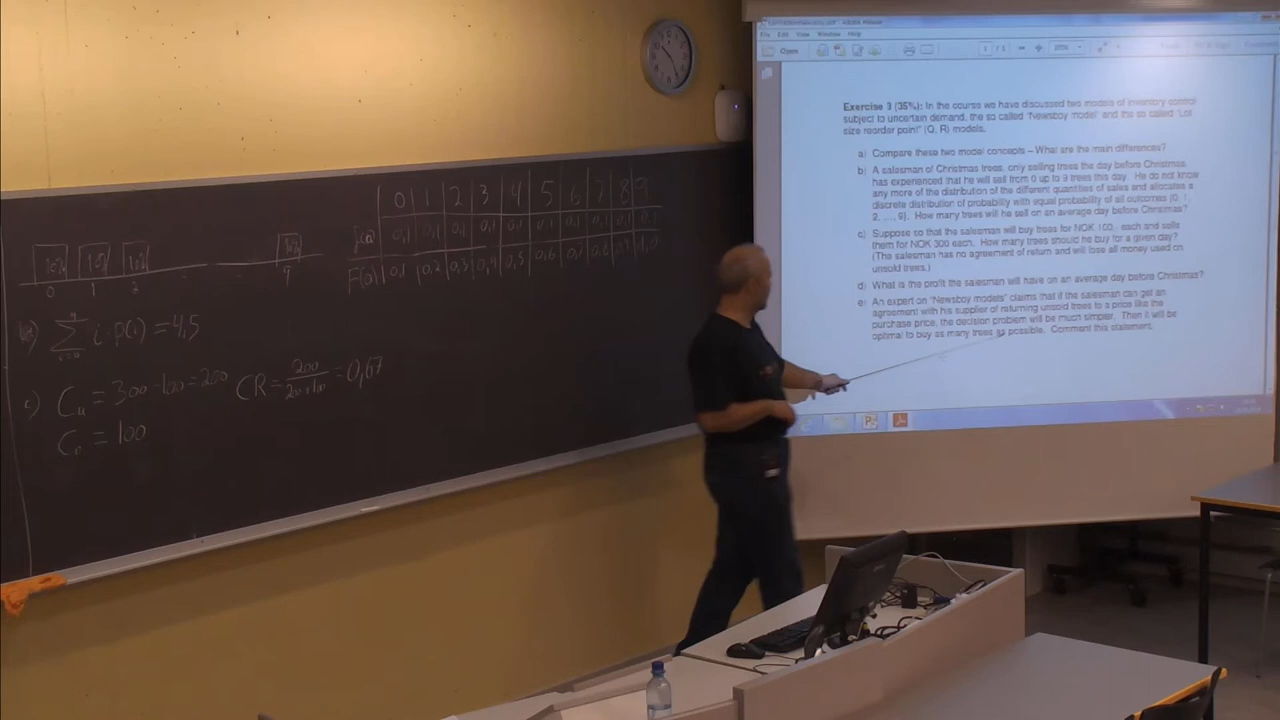 File Edit View Window Help
Open
Exercise 3 (35%): In the course we have discussed two models of inventory control
subject to uncertain demand, the so called "Newsboy model" and the so called "Lot
size reorder point" (Q, R) models.
a) Compare these two model concepts – What are the main differences?
b) A salesman of Christmas trees, only selling trees the day before Christmas,
has experienced that he will sell from 0 up to 9 trees this day. He do not know
any more of the distribution of the different quantities of sales and allocates a
discrete distribution of probability with equal probability of all outcomes (0, 1,
2, ..., 9). How many trees will he sell on an average day before Christmas?
c) Suppose so that the salesman will buy trees for NOK 100,- each and sells
them for NOK 300 each. How many trees should he buy for a given day?
(The salesman has no agreement of return and will lose all money used on
unsold trees.)
d) What is the profit the salesman will have on an average day before Christmas?
e) An expert on "Newsboy models" claims that if the salesman can get an
agreement with his supplier of returning unsold trees to a price like the
purchase price, the decision problem will be much simpler. Then it will be
optimal to buy as many trees as possible. Comment this statement.
0 1 2 3 4 5 6 7 8 9
0,1 0,1 0,1 0,1 0,1 0,1 0,1 0,1 0,1 0,1
F(Q) 0,1 0,2 0,3 0,4 0,5 0,6 0,7 0,8 0,9 1,0
10% 10% 10% 10%
0 1 2 9
∑ i·p(i) = 4,5
c) Cu = 300 - 100 = 200 CR = 200/200+100 = 0,67
Co = 100